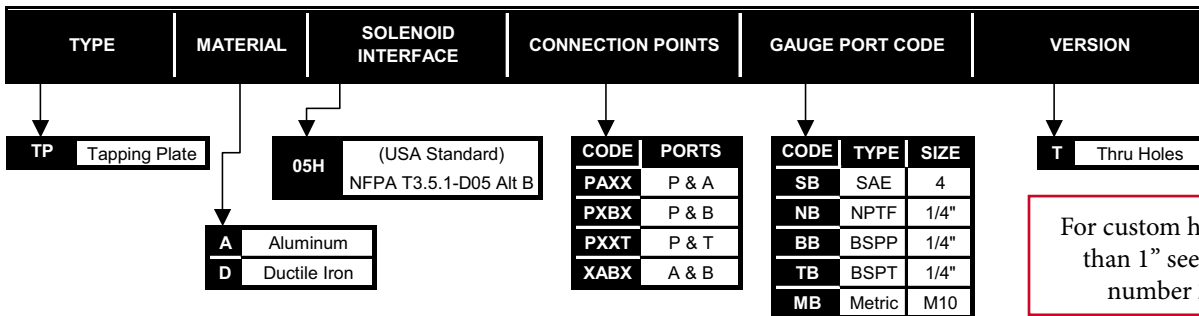 TYPE MATERIAL SOLENOID INTERFACE CONNECTION POINTS GAUGE PORT CODE VERSION
TP Tapping Plate
A Aluminum
D Ductile Iron
05H (USA Standard)
NFPA T3.5.1-D05 Alt B
CODE PORTS
PAXX P & A
PXBX P & B
PXXT P & T
XABX A & B
CODE TYPE SIZE
SB SAE 4
NB NPTF 1/4"
BB BSPP 1/4"
TB BSPT 1/4"
MB Metric M10
T Thru Holes
For custom h
than 1” see
number